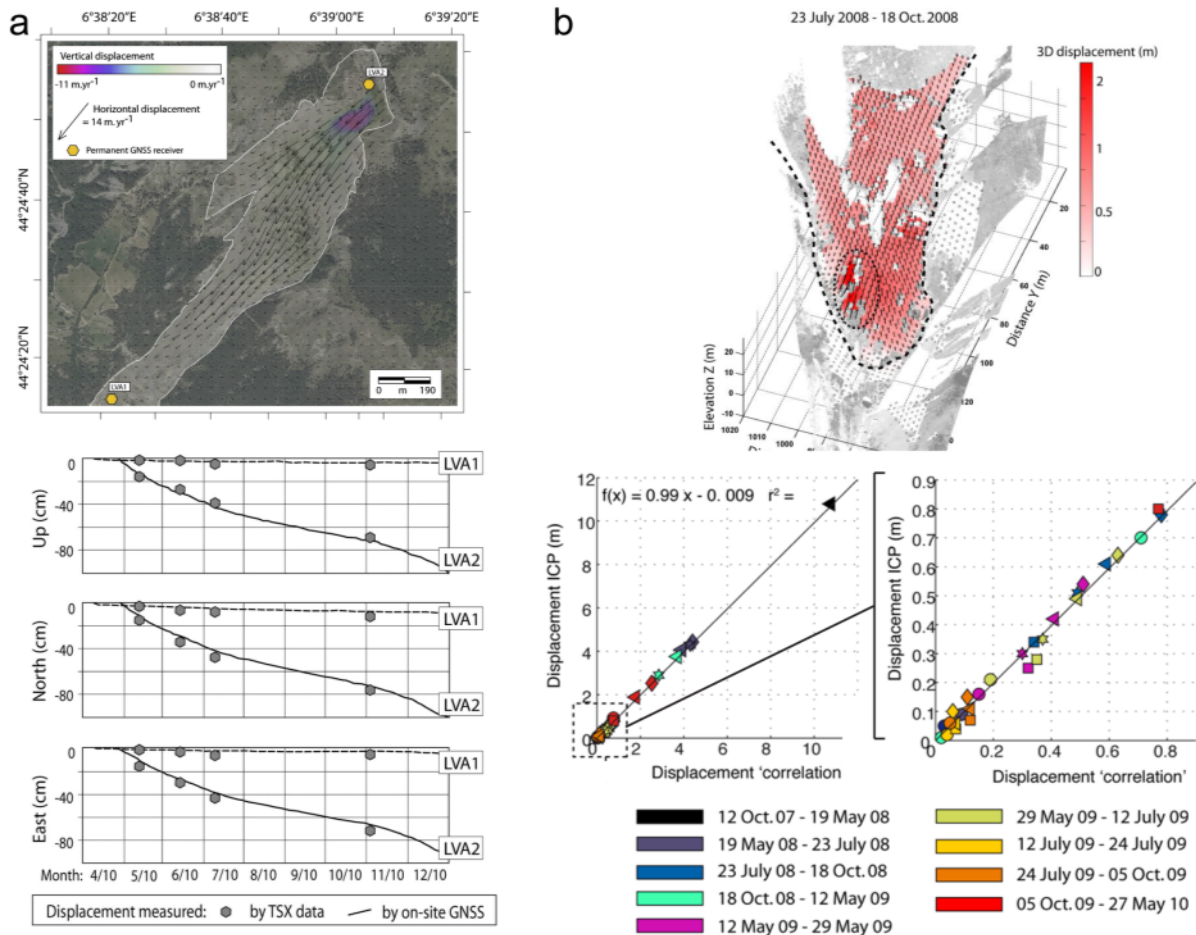 a
6°38'20"E 6°38'40"E 6°39'00"E 6°39'20"E
Vertical displacement
-11 m.yr⁻¹ 0 m.yr⁻¹
Horizontal displacement
= 14 m.yr⁻¹
Permanent GNSS receiver
LVA2
44°24'40"N
44°24'20"N
LVA1
0 m 190
Up (cm)
0
-40
-80
LVA1
LVA2
North (cm)
0
-40
-80
LVA1
LVA2
East (cm)
0
-40
-80
LVA1
LVA2
Month: 4/10 5/10 6/10 7/10 8/10 9/10 10/10 11/10 12/10
Displacement measured: by TSX data by on-site GNSS
b
23 July 2008 - 18 Oct. 2008
3D displacement (m)
2
1
0.5
0
Elevation Z (m)
20
10
0
-10
1020
1010
1000
Distance Y (m)
20
40
60
80
100
120
0
Displacement ICP (m)
12
10
8
6
4
2
0
f(x) = 0.99 x - 0. 009 r² =
0 2 4 6 8 10
Displacement 'correlation
Displacement ICP (m)
0.9
0.8
0.7
0.6
0.5
0.4
0.3
0.2
0.1
0
0.2 0.4 0.6 0.8
Displacement 'correlation'
12 Oct. 07 - 19 May 08
19 May 08 - 23 July 08
23 July 08 - 18 Oct. 08
18 Oct. 08 - 12 May 09
12 May 09 - 29 May 09
29 May 09 - 12 July 09
12 July 09 - 24 July 09
24 July 09 - 05 Oct. 09
05 Oct. 09 - 27 May 10